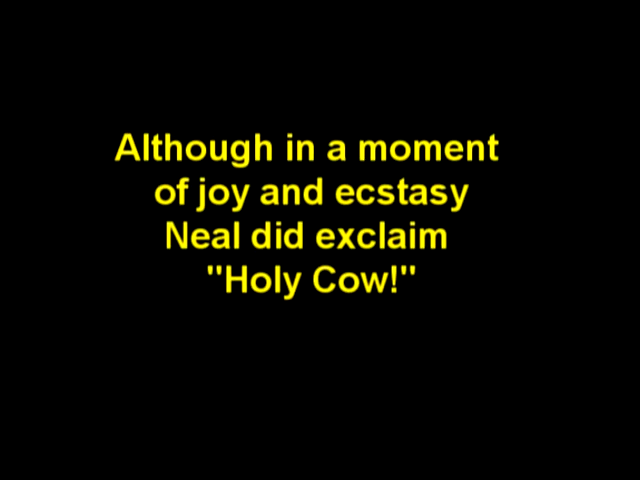 Although in a moment
of joy and ecstasy
Neal did exclaim
"Holy Cow!"